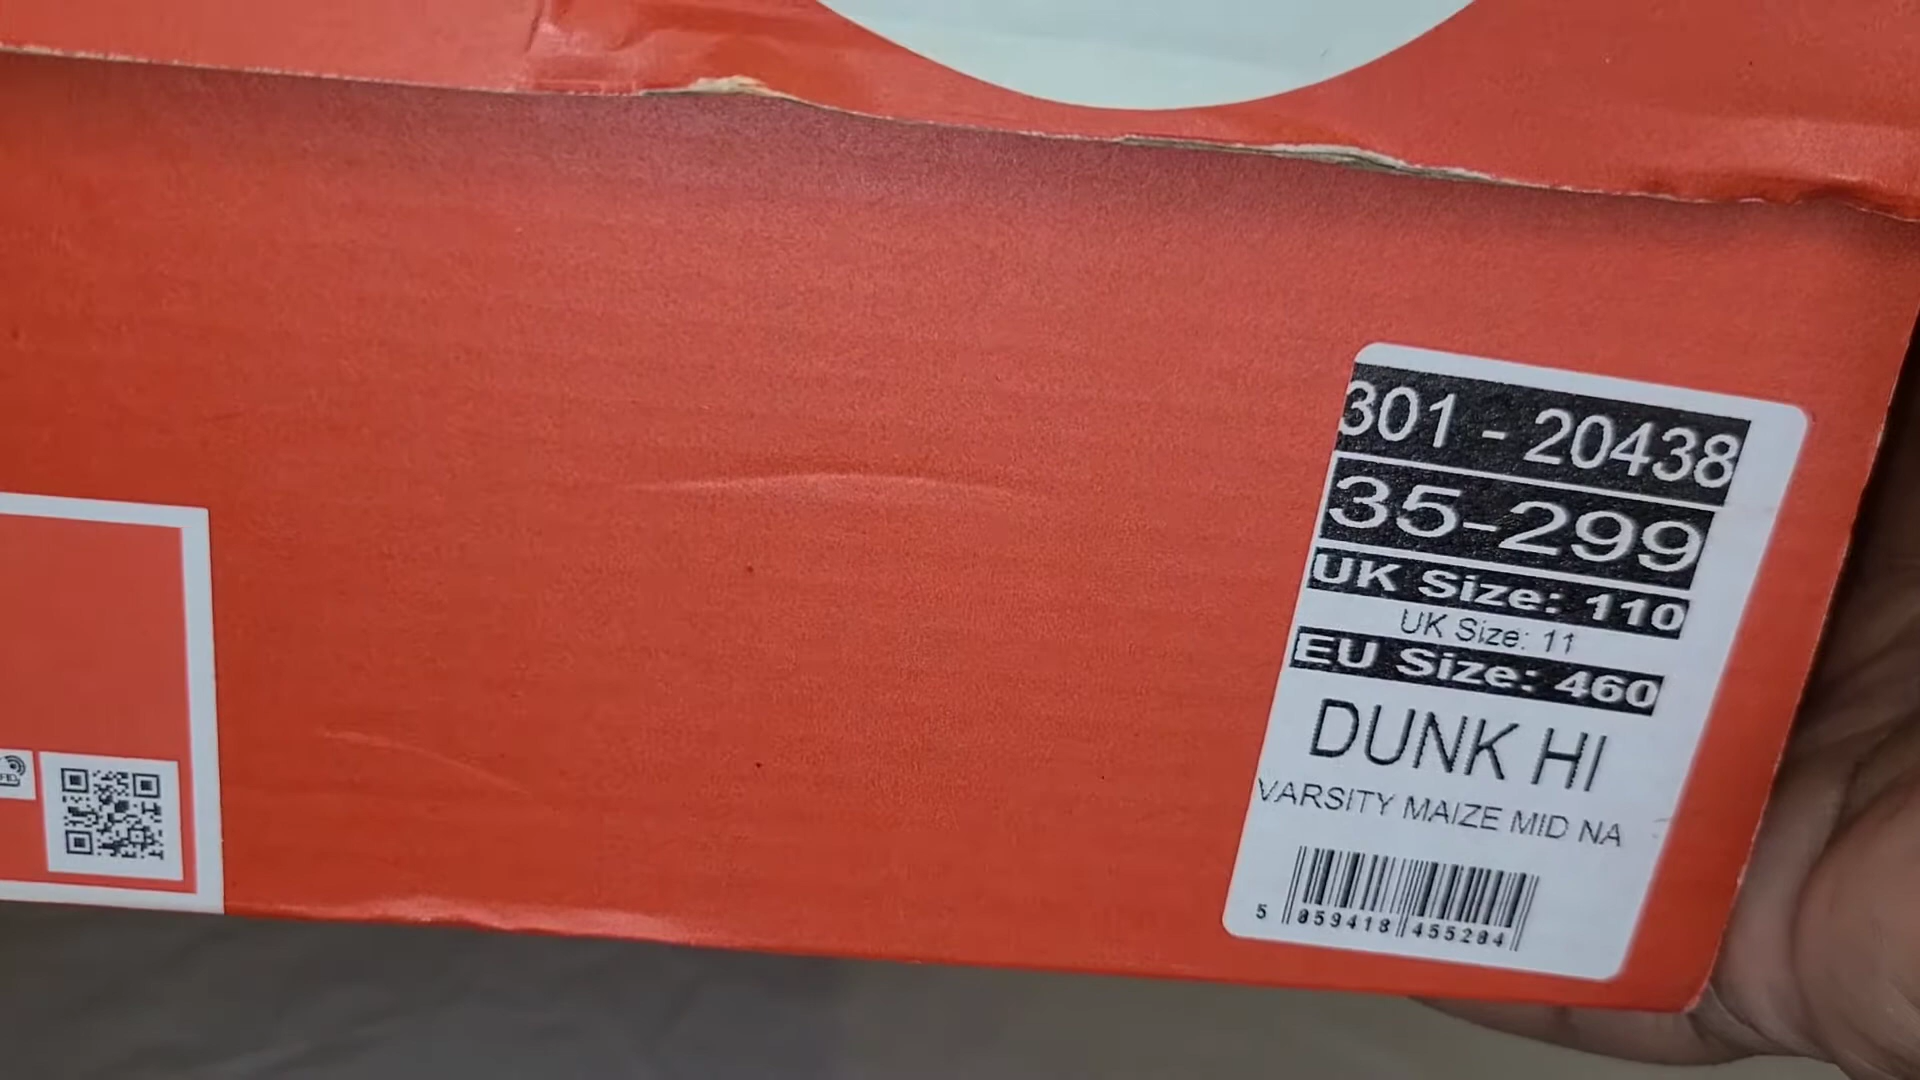 301 - 20438
35-299
UK Size: 110
UK Size: 11
EU Size: 460
DUNK HI
VARSITY MAIZE MID NA
5 859418 455284